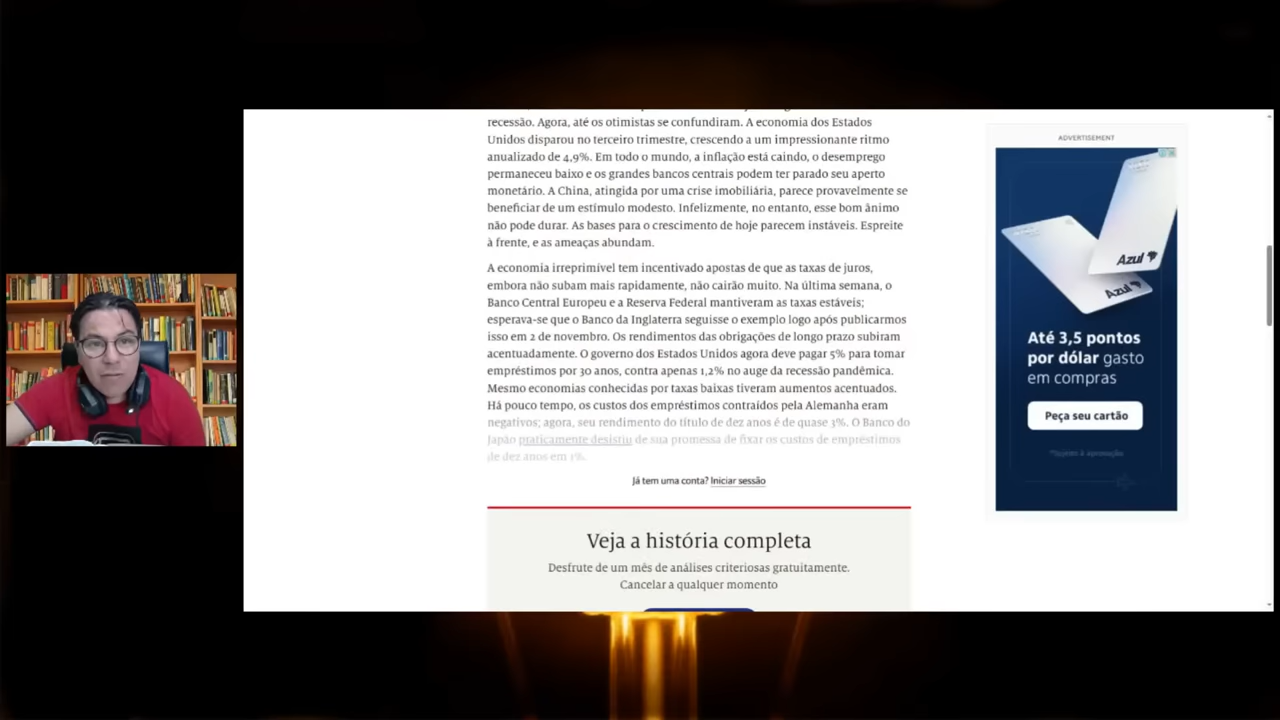 recessão. Agora, até os otimistas se confundiram. A economia dos Estados
Unidos disparou no terceiro trimestre, crescendo a um impressionante ritmo
anualizado de 4,9%. Em todo o mundo, a inflação está caindo, o desemprego
permaneceu baixo e os grandes bancos centrais podem ter parado seu aperto
monetário. A China, atingida por uma crise imobiliária, parece provavelmente se
beneficiar de um estímulo modesto. Infelizmente, no entanto, esse bom ânimo
não pode durar. As bases para o crescimento de hoje parecem instáveis. Espreite
à frente, e as ameaças abundam.
A economia irreprimível tem incentivado apostas de que as taxas de juros,
embora não subam mais rapidamente, não cairão muito. Na última semana, o
Banco Central Europeu e a Reserva Federal mantiveram as taxas estáveis;
esperava-se que o Banco da Inglaterra seguisse o exemplo logo após publicarmos
isso em 2 de novembro. Os rendimentos das obrigações de longo prazo subiram
acentuadamente. O governo dos Estados Unidos agora deve pagar 5% para tomar
empréstimos por 30 anos, contra apenas 1,2% no auge da recessão pandêmica.
Mesmo economias conhecidas por taxas baixas tiveram aumentos acentuados.
Há pouco tempo, os custos dos empréstimos contraídos pela Alemanha eram
negativos; agora, seu rendimento do título de dez anos é de quase 3%. O Banco do
Japão praticamente desistiu de sua promessa de fixar os custos de empréstimos
de dez anos em 1%.
Já tem uma conta? Iniciar sessão
Veja a história completa
Desfrute de um mês de análises criteriosas gratuitamente.
Cancelar a qualquer momento
ADVERTISEMENT
Azul
Azul
Até 3,5 pontos
por dólar gasto
em compras
Peça seu cartão
*Sujeito à aprovação